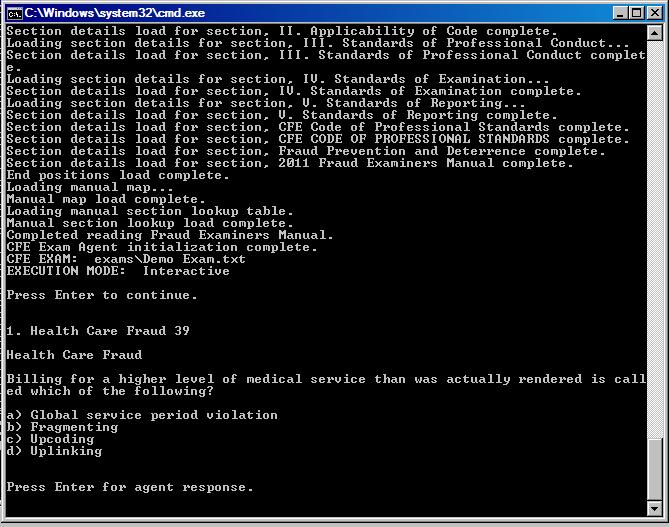 C:\Windows\system32\cmd.exe
Section details load for section, II. Applicability of Code complete.
Loading section details for section, III. Standards of Professional Conduct...
Section details load for section, III. Standards of Professional Conduct complet
e.
Loading section details for section, IV. Standards of Examination...
Section details load for section, IV. Standards of Examination complete.
Loading section details for section, V. Standards of Reporting...
Section details load for section, V. Standards of Reporting complete.
Section details load for section, CFE Code of Professional Standards complete.
Section details load for section, CFE CODE OF PROFESSIONAL STANDARDS complete.
Section details load for section, Fraud Prevention and Deterrence complete.
Section details load for section, 2011 Fraud Examiners Manual complete.
End positions load complete.
Loading manual map...
Manual map load complete.
Loading manual section lookup table.
Manual section lookup load complete.
Completed reading Fraud Examiners Manual.
CFE Exam Agent initialization complete.
CFE EXAM:  exams\Demo Exam.txt
EXECUTION MODE:  Interactive
Press Enter to continue.
1. Health Care Fraud 39
Health Care Fraud
Billing for a higher level of medical service than was actually rendered is call
ed which of the following?
a) Global service period violation
b) Fragmenting
c) Upcoding
d) Uplinking
Press Enter for agent response.